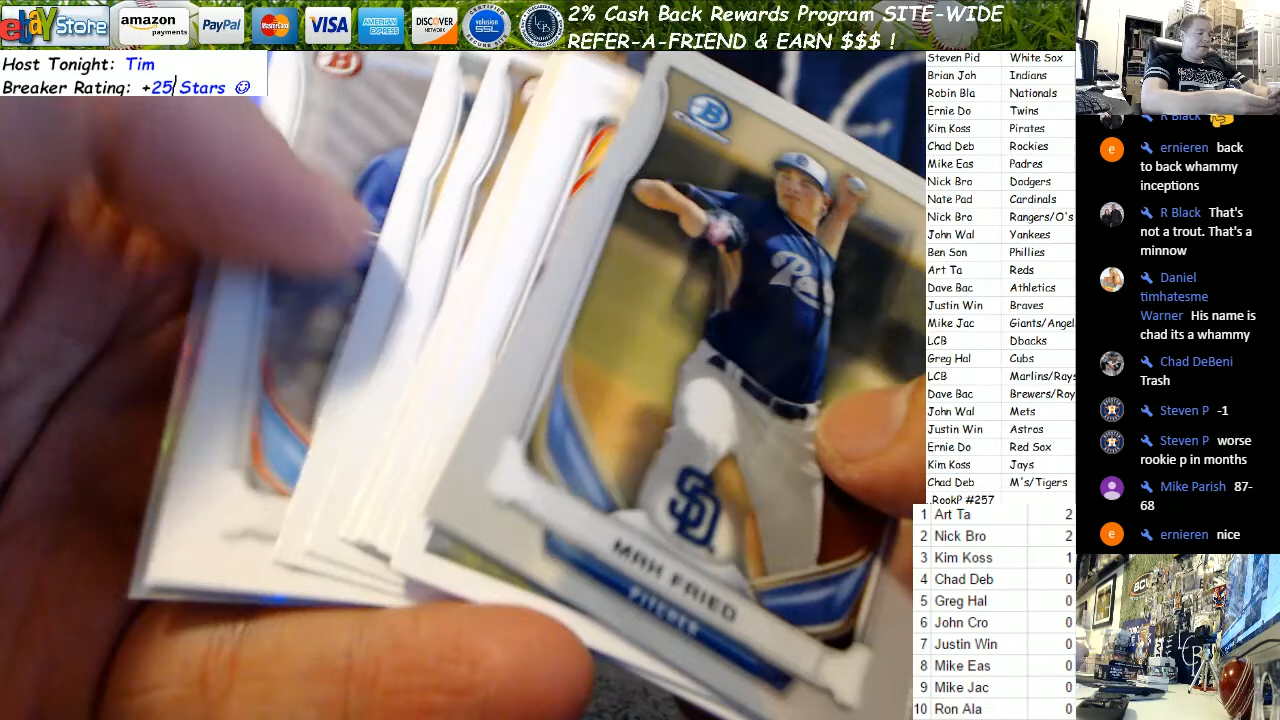 ebay Store
amazon payments
PayPal
MasterCard
VISA
AMERICAN EXPRESS
DISCOVER NETWORK
CERTIFIED
volusion SSL
SECURE SITE
LCB
2% Cash Back Rewards Program SITE-WIDE
REFER-A-FRIEND & EARN $$$ !
Host Tonight: Tim
Breaker Rating: +25 Stars
Steven Pid White Sox
Brian Joh Indians
Robin Bla Nationals
Ernie Do Twins
Kim Koss Pirates
Chad Deb Rockies
Mike Eas Padres
Nick Bro Dodgers
Nate Pad Cardinals
Nick Bro Rangers/O's
John Wal Yankees
Ben Son Phillies
Art Ta Reds
Dave Bac Athletics
Justin Win Braves
Mike Jac Giants/Angel
LCB Dbacks
Greg Hal Cubs
LCB Marlins/Rays
Dave Bac Brewers/Roy
John Wal Mets
Justin Win Astros
Ernie Do Red Sox
Kim Koss Jays
Chad Deb M's/Tigers
RookP #257
1 Art Ta 2
2 Nick Bro 2
3 Kim Koss 1
4 Chad Deb 0
5 Greg Hal 0
6 John Cro 0
7 Justin Win 0
8 Mike Eas 0
9 Mike Jac 0
10 Ron Ala 0
R Black
e
ernieren back
to back whammy
inceptions
R Black That's
not a trout. That's a
minnow
Daniel
timhatesme
Warner His name is
chad its a whammy
Chad DeBeni
Trash
Steven P -1
Steven P worse
rookie p in months
Mike Parish 87-
68
e
ernieren nice
B
SD
MAX FRIED
PITCHER